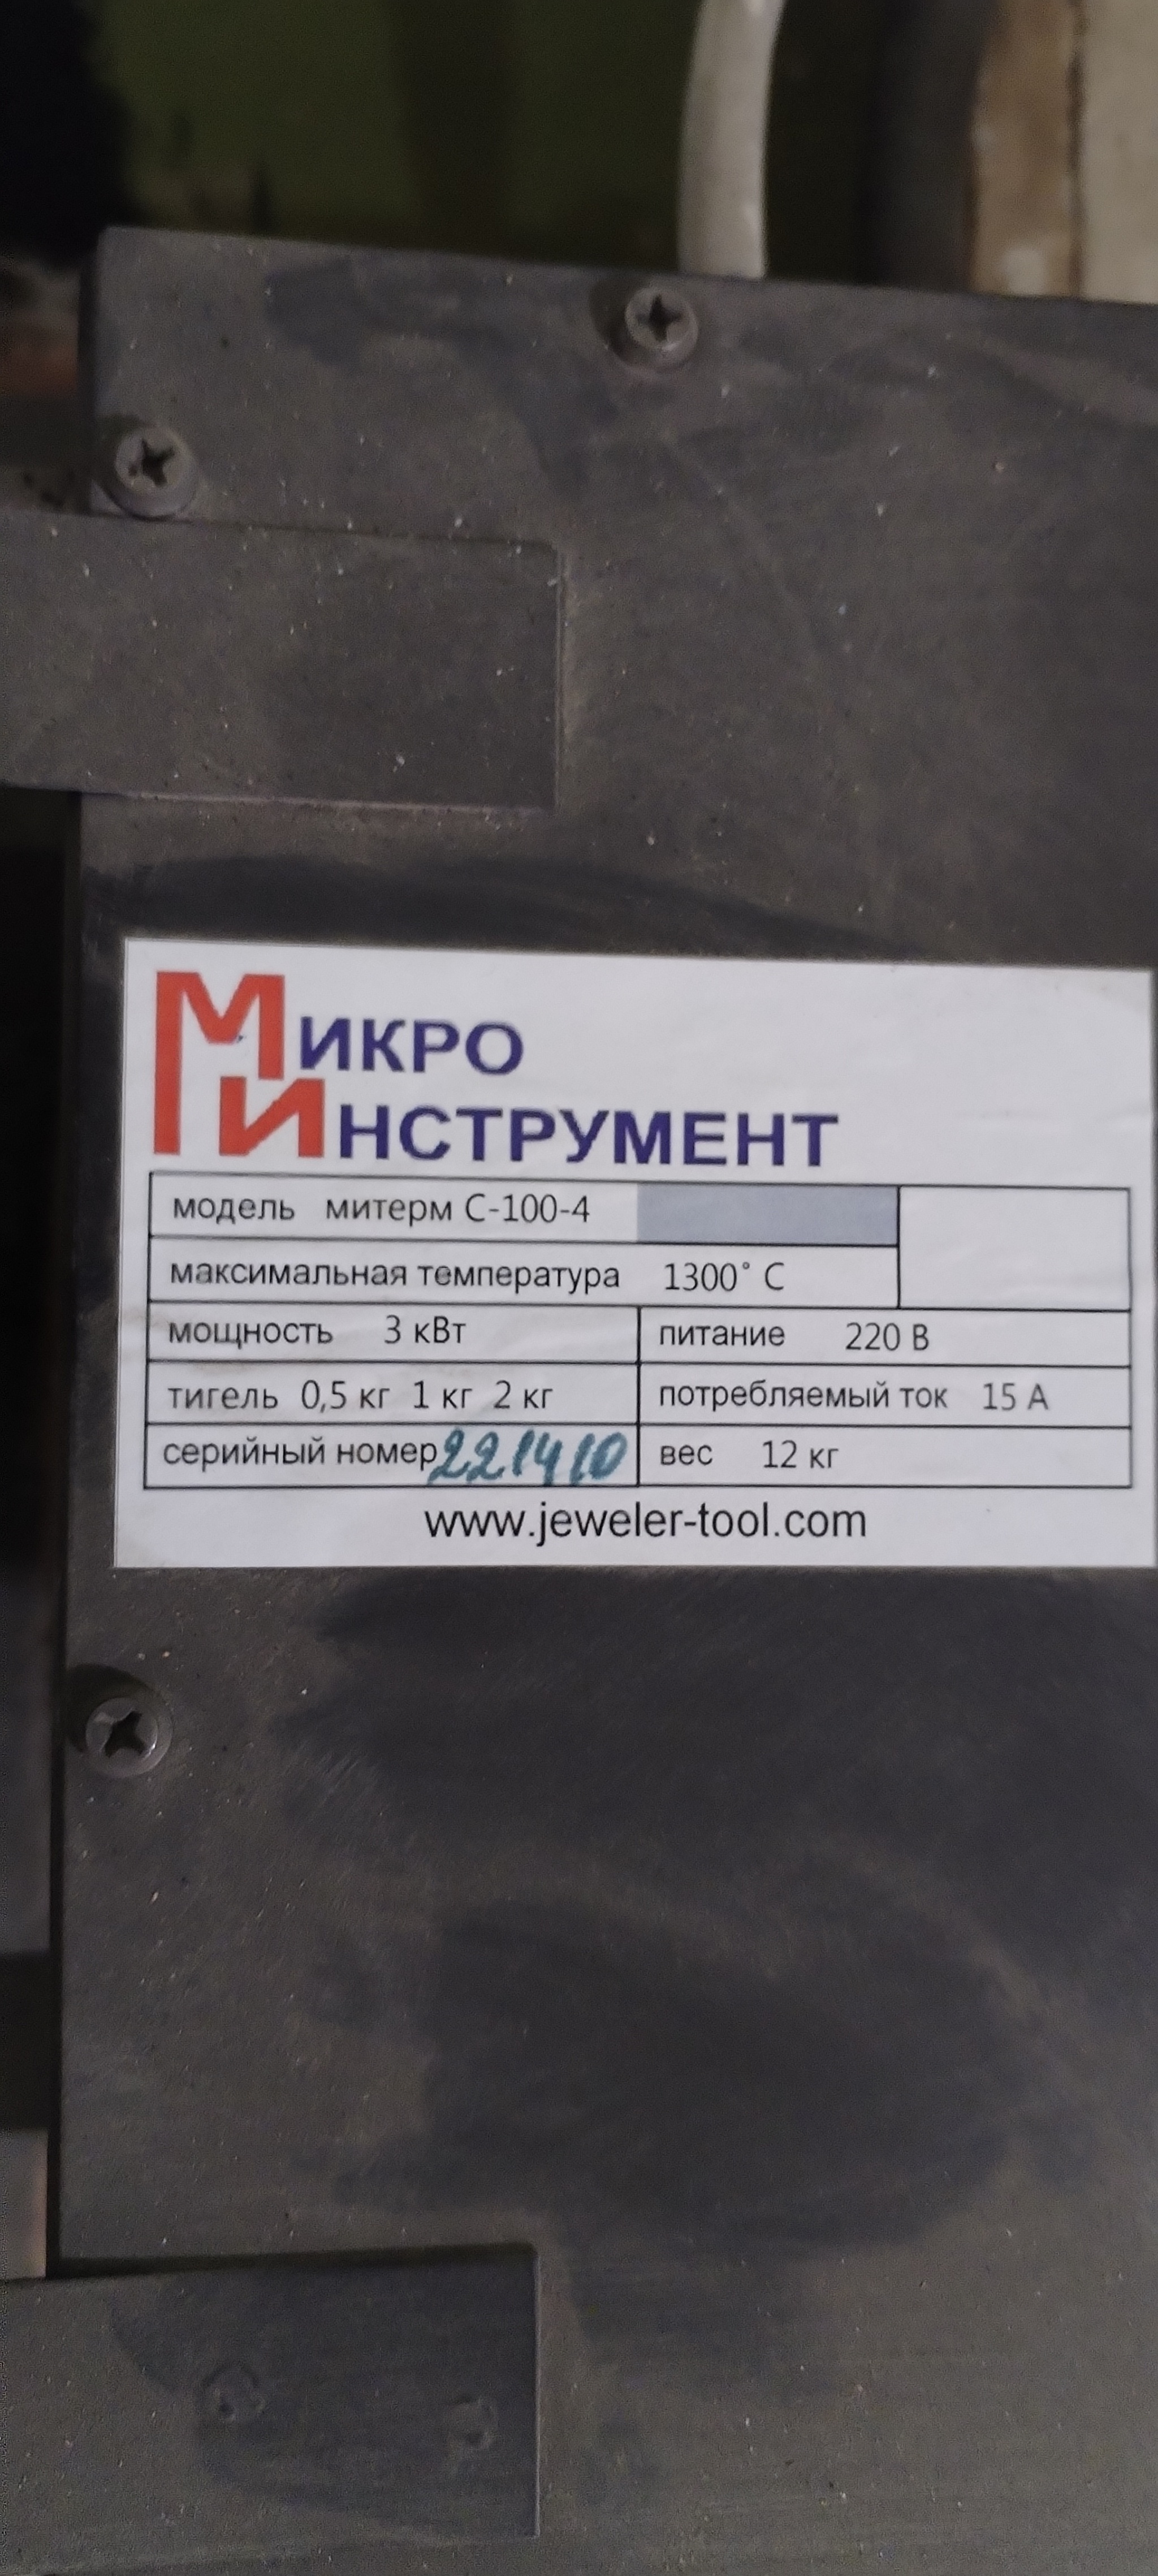 МИКРО
ИНСТРУМЕНТ
модель митерм С-100-4
максимальная температура 1300° С
мощность 3 кВт питание 220 В
тигель 0,5 кг 1 кг 2 кг потребляемый ток 15 А
серийный номер 221410 вес 12 кг
www.jeweler-tool.com